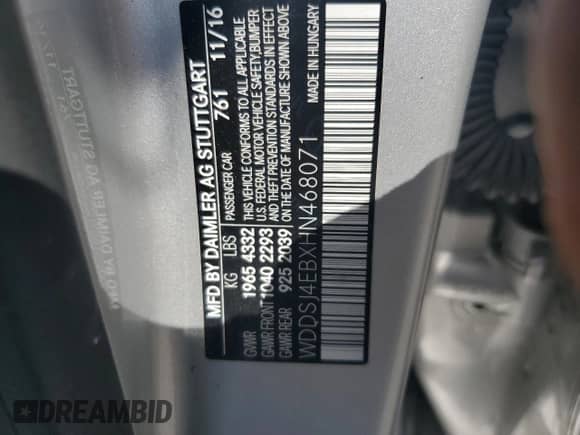 MFD BY DAIMLER AG STUTTGART
761 11/16
KG LBS PASSENGER CAR
GVWR 1965 4332
GAWR FRONT 1040 2293
GAWR REAR 925 2039
THIS VEHICLE CONFORMS TO ALL APPLICABLE
U.S. FEDERAL MOTOR VEHICLE SAFETY,BUMPER
AND THEFT PREVENTION STANDARDS IN EFFECT
ON THE DATE OF MANUFACTURE SHOWN ABOVE
WDDSJ4EBXHN468071 MADE IN HUNGARY
DREAMBID